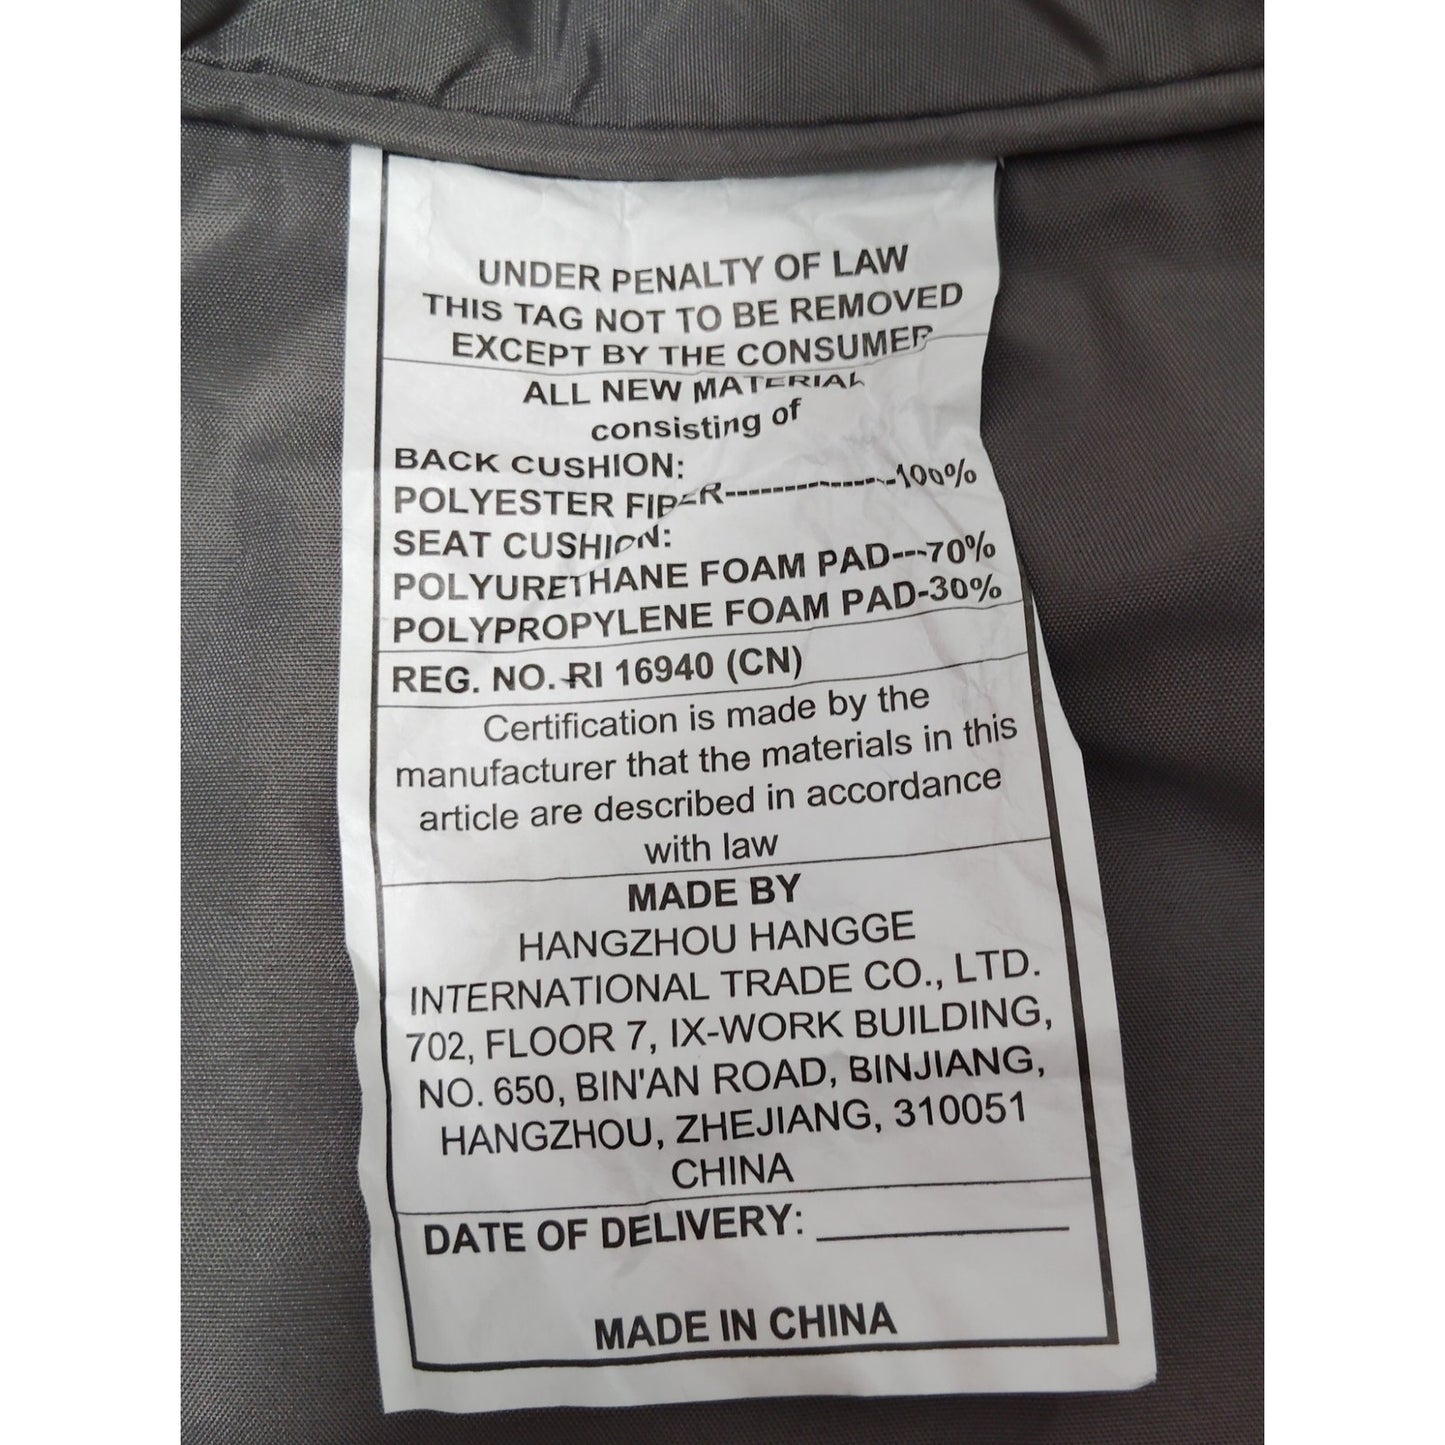 UNDER PENALTY OF LAW
THIS TAG NOT TO BE REMOVED
EXCEPT BY THE CONSUMER
ALL NEW MATERIAL
consisting of
BACK CUSHION:
POLYESTER FIBER---------------100%
SEAT CUSHION:
POLYURETHANE FOAM PAD---70%
POLYPROPYLENE FOAM PAD-30%
REG. NO. RI 16940 (CN)
Certification is made by the
manufacturer that the materials in this
article are described in accordance
with law
MADE BY
HANGZHOU HANGGE
INTERNATIONAL TRADE CO., LTD.
702, FLOOR 7, IX-WORK BUILDING,
NO. 650, BIN'AN ROAD, BINJIANG,
HANGZHOU, ZHEJIANG, 310051
CHINA
DATE OF DELIVERY: ____________
MADE IN CHINA